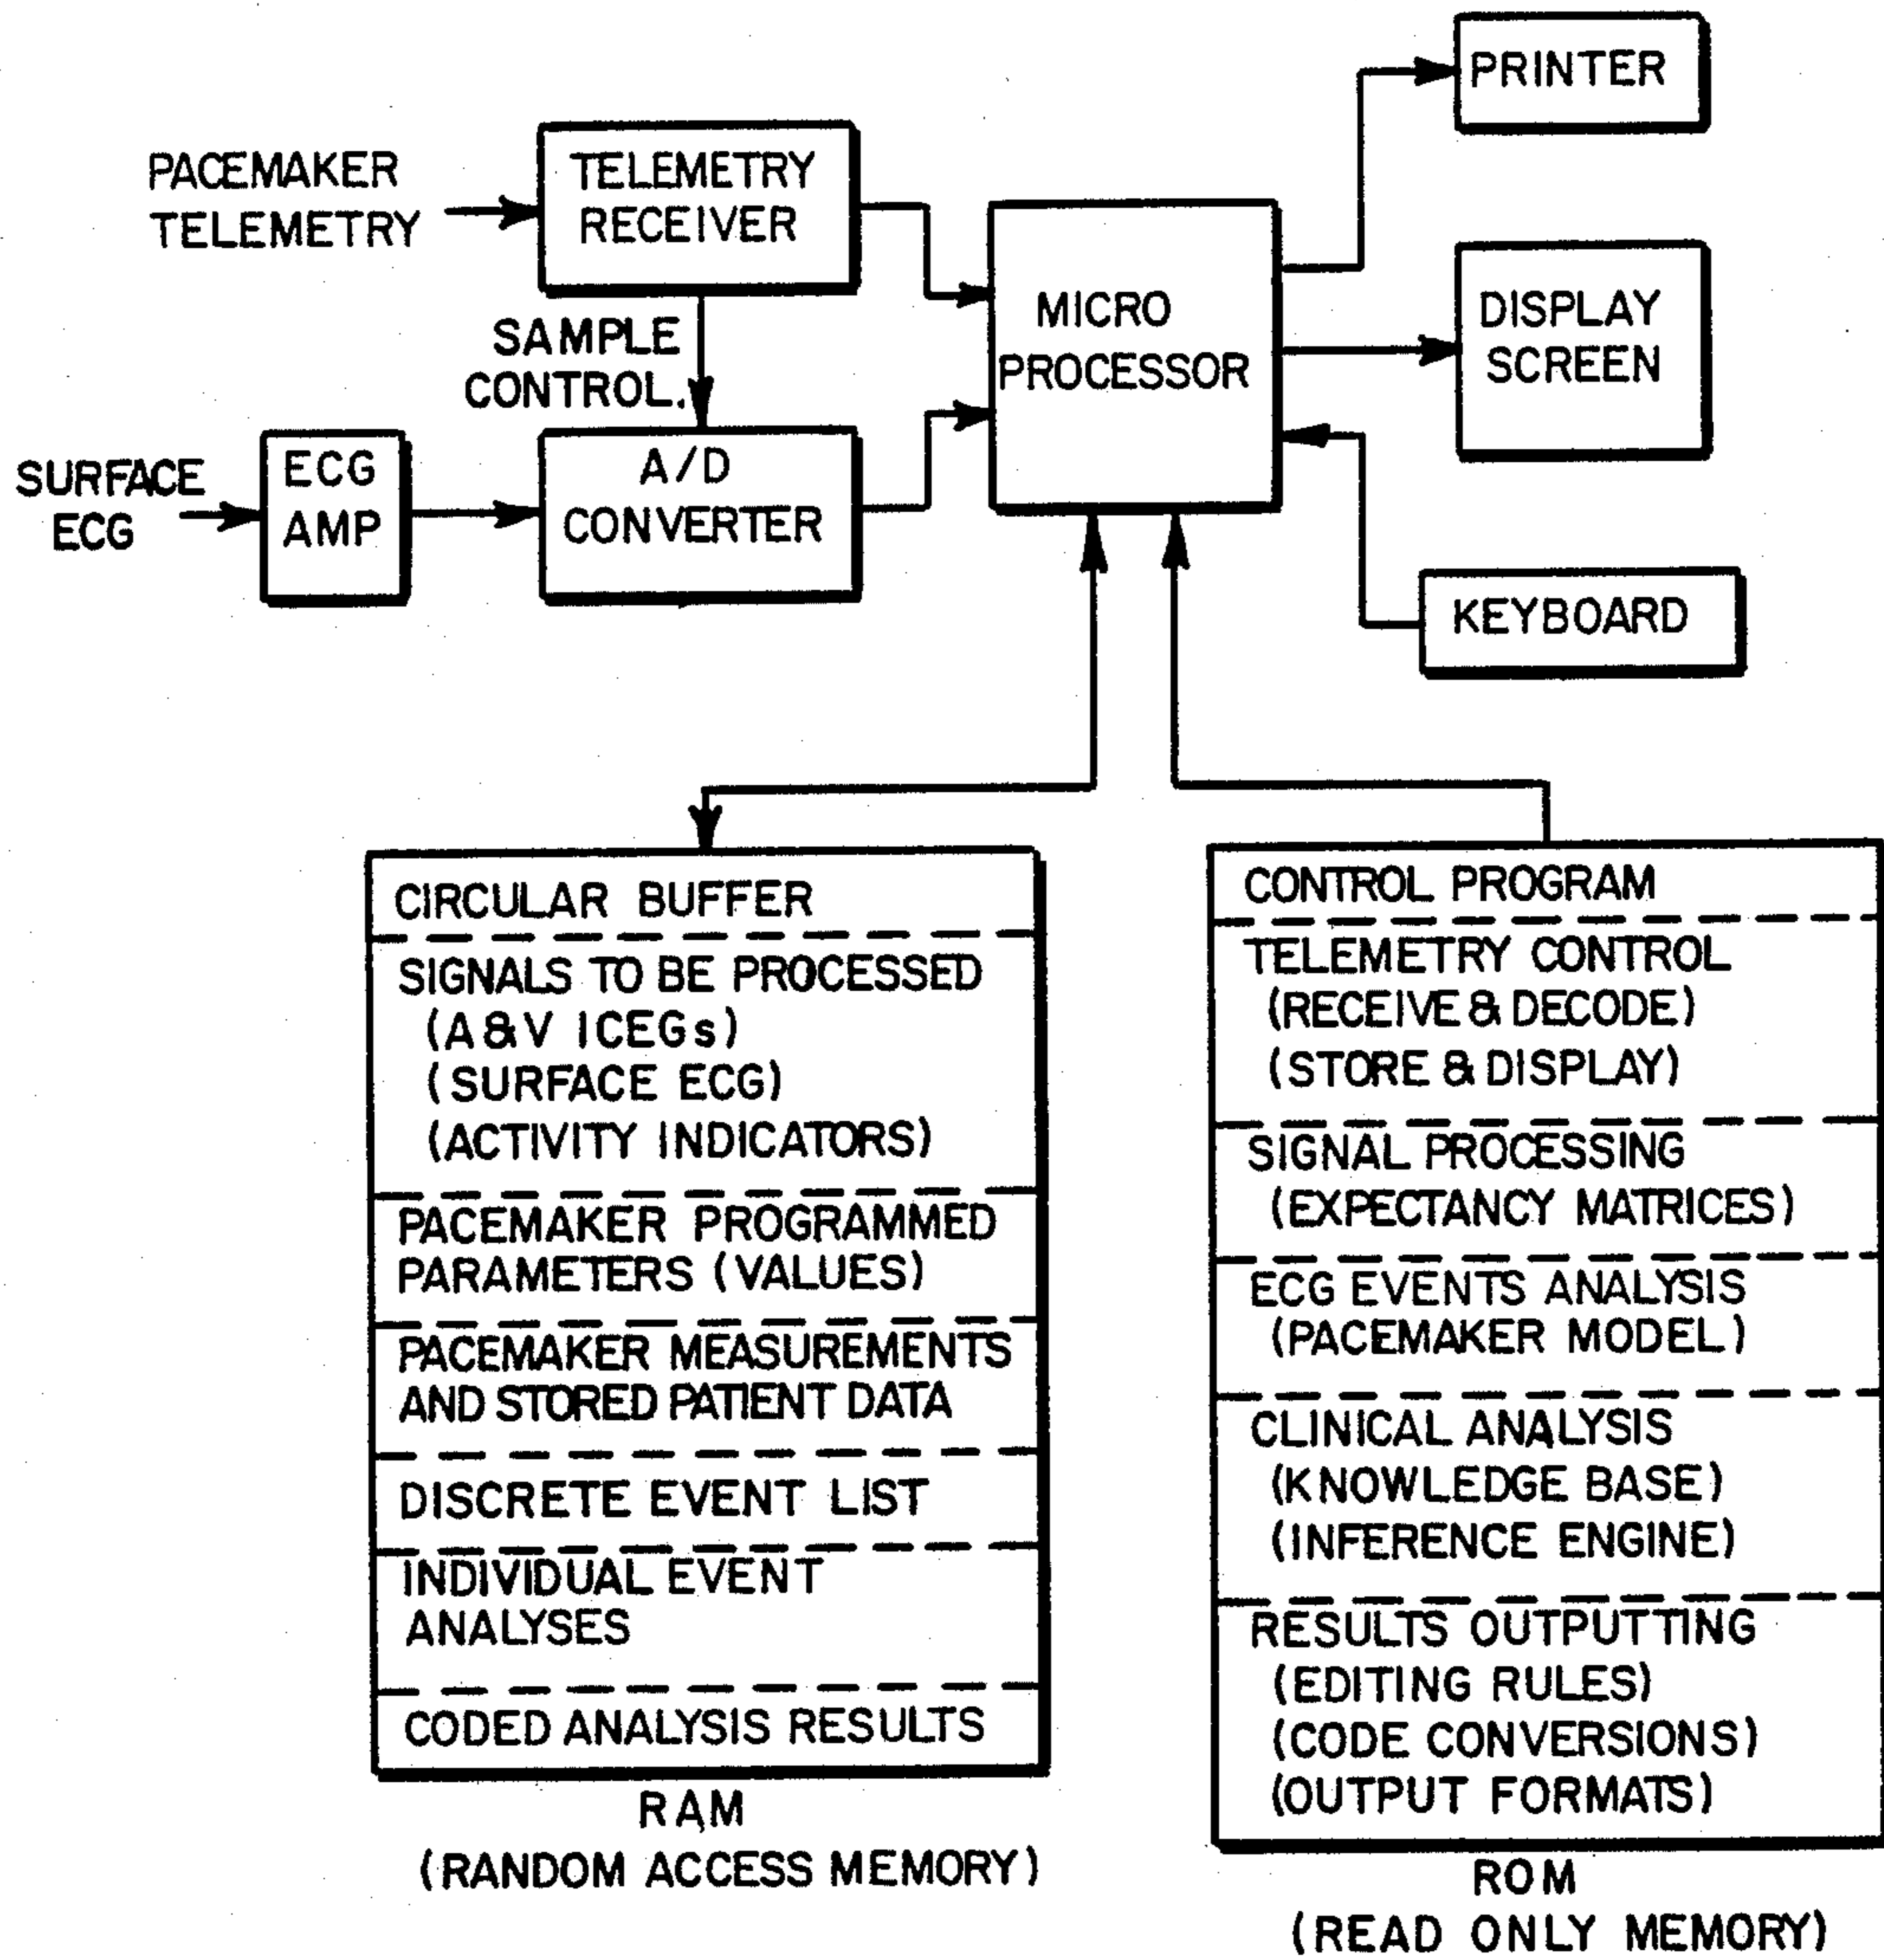 PRINTER
PACEMAKER
TELEMETRY
TELEMETRY
RECEIVER
MICRO
PROCESSOR
DISPLAY
SCREEN
SAMPLE
CONTROL.
SURFACE
ECG
ECG
AMP
A/D
CONVERTER
KEYBOARD
CIRCULAR BUFFER
SIGNALS TO BE PROCESSED
(A&V ICEGs)
(SURFACE ECG)
(ACTIVITY INDICATORS)
PACEMAKER PROGRAMMED
PARAMETERS (VALUES)
PACEMAKER MEASUREMENTS
AND STORED PATIENT DATA
DISCRETE EVENT LIST
INDIVIDUAL EVENT
ANALYSES
CODED ANALYSIS RESULTS
RAM
(RANDOM ACCESS MEMORY)
CONTROL PROGRAM
TELEMETRY CONTROL
(RECEIVE & DECODE)
(STORE & DISPLAY)
SIGNAL PROCESSING
(EXPECTANCY MATRICES)
ECG EVENTS ANALYSIS
(PACEMAKER MODEL)
CLINICAL ANALYSIS
(KNOWLEDGE BASE)
(INFERENCE ENGINE)
RESULTS OUTPUTTING
(EDITING RULES)
(CODE CONVERSIONS)
(OUTPUT FORMATS)
ROM
(READ ONLY MEMORY)